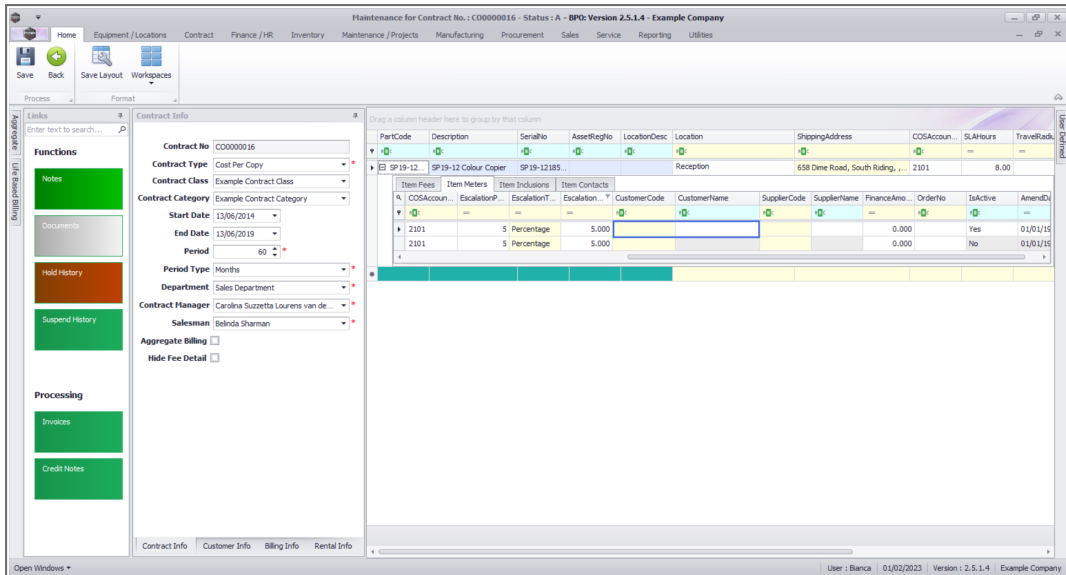 Maintenance for Contract No. : CO0000016 - Status : A - BPO: Version 2.5.1.4 - Example Company
Home Equipment / Locations Contract Finance / HR Inventory Maintenance / Projects Manufacturing Procurement Sales Service Reporting Utilities
Save Back Save Layout Workspaces
Process Format
Aggregate
Life Based Billing
Links
Enter text to search...
Functions
Notes
Documents
Hold History
Suspend History
Processing
Invoices
Credit Notes
Contract Info
Contract No CO0000016
Contract Type Cost Per Copy *
Contract Class Example Contract Class
Contract Category Example Contract Category
Start Date 13/06/2014
End Date 13/06/2019
Period 60 *
Period Type Months *
Department Sales Department *
Contract Manager Carolina Suzzetta Lourens van de... *
Salesman Belinda Sharman *
Aggregate Billing
Hide Fee Detail
Contract Info Customer Info Billing Info Rental Info
Drag a column header here to group by that column
PartCode Description SerialNo AssetRegNo LocationDesc Location ShippingAddress COSAccoun... SLAHours TravelRadiu
SP19-12... SP19-12 Colour Copier SP19-12185... Reception 658 Dime Road, South Riding, ,... 2101 8.00
Item Fees Item Meters Item Inclusions Item Contacts
COSAccoun... EscalationP... EscalationT... Escalation... CustomerCode CustomerName SupplierCode SupplierName FinanceAmo... OrderNo IsActive AmendDa
2101 5 Percentage 5.000 0.000 Yes 01/01/19
2101 5 Percentage 5.000 0.000 No 01/01/19
User Defined
Open Windows User : Bianca 01/02/2023 Version : 2.5.1.4 Example Company